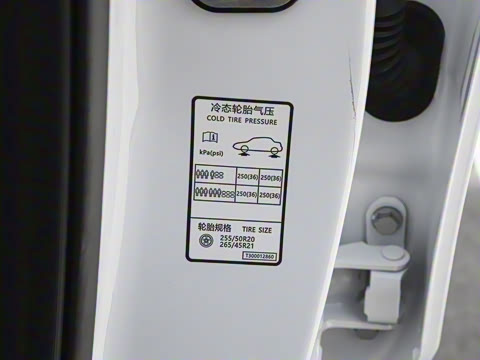 冷态轮胎气压
COLD TIRE PRESSURE
kPa(psi)
250(36) 250(36)
250(36) 250(36)
轮胎规格 TIRE SIZE
255/50R20
265/45R21
T300012860